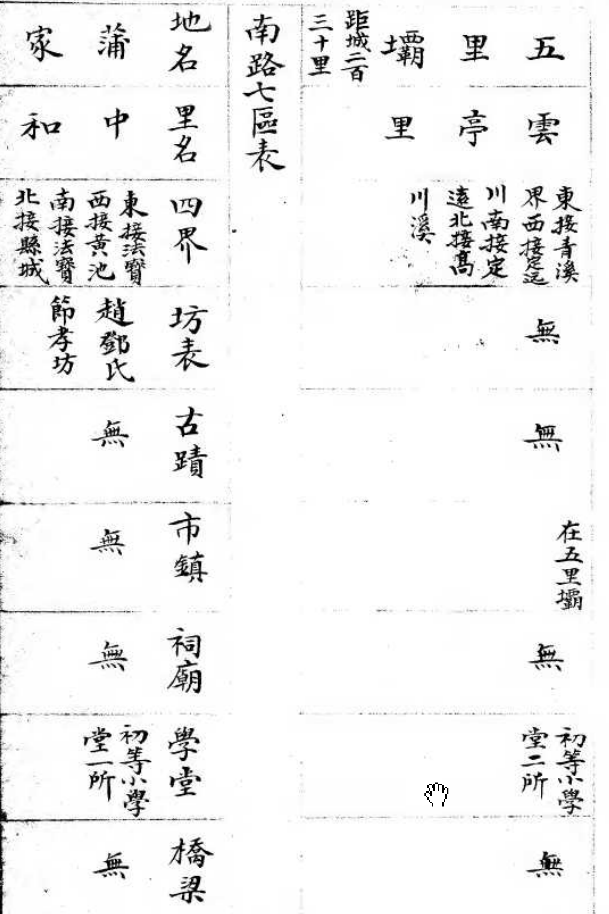 五里壩
距城二百
三十里
雲亭里
東接青溪
界西接定远
川南接定
遠北接高
川溪
無
無
在五里壩
無
初等小學
堂二所
無
南路七區表
地名
里名
四界
坊表
古蹟
市鎮
祠廟
學堂
橋梁
蒲家
中和
東接法寶
西接黃池
南接法寶
北接縣城
趙鄧氏
節孝坊
無
無
無
初等小學
堂一所
無